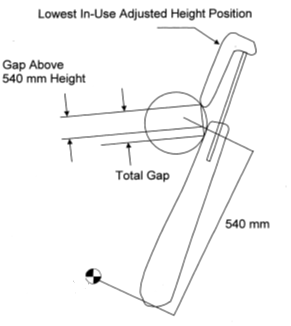 Lowest In-Use Adjusted Height Position
Gap Above
540 mm Height
Total Gap
540 mm